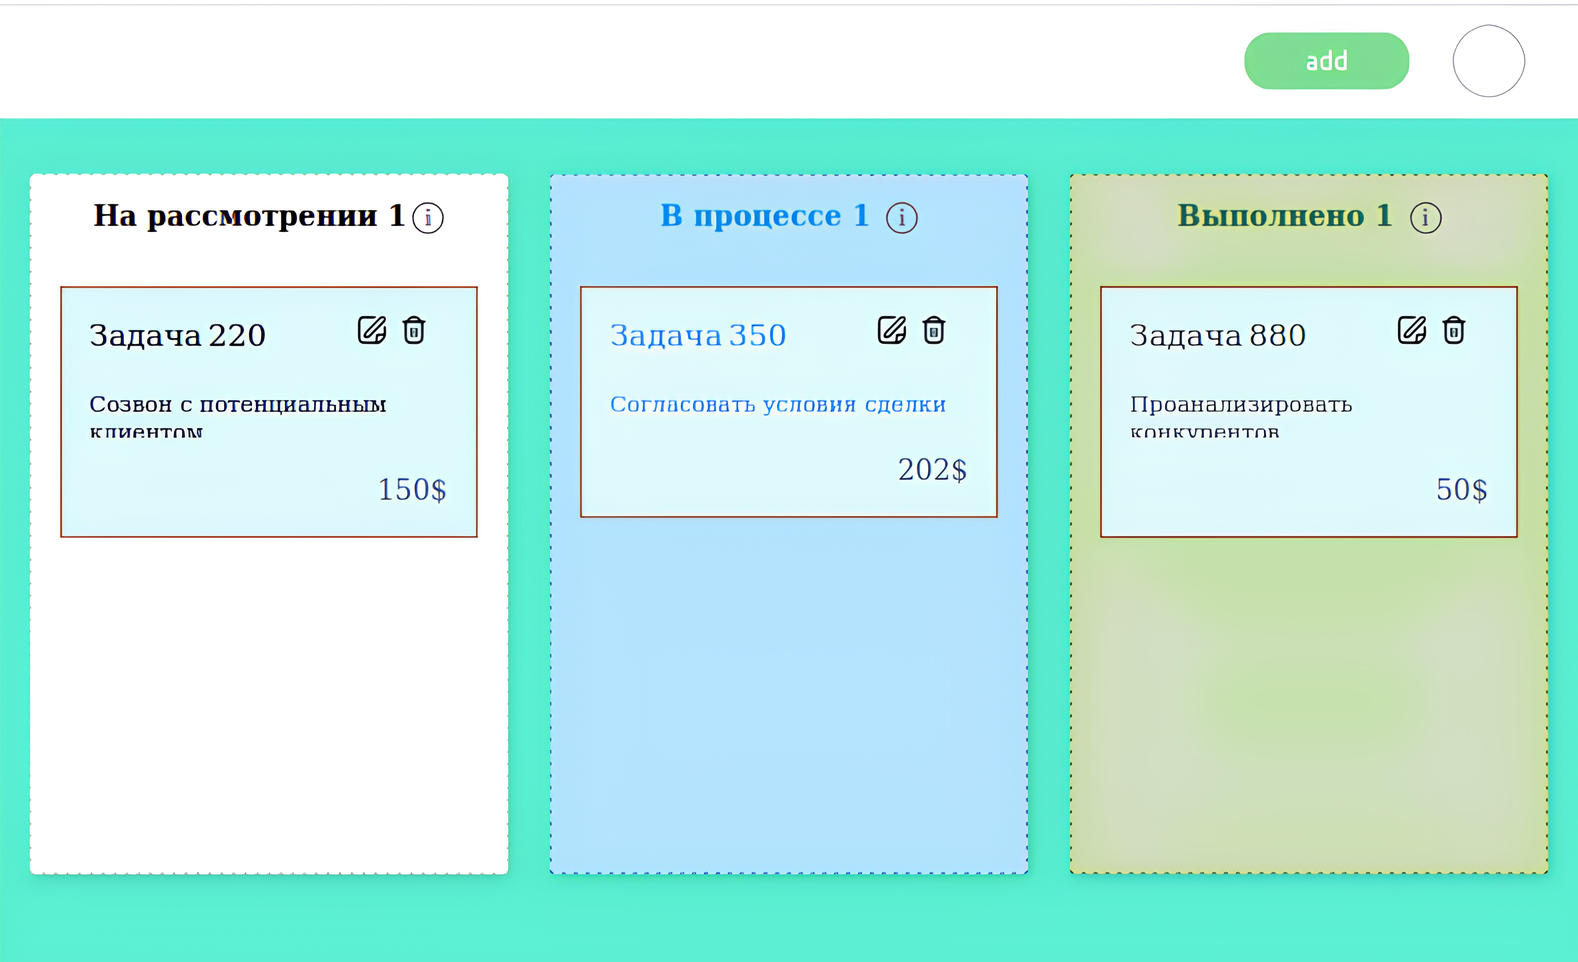 add
На рассмотрении 1
Задача 220
Созвон с потенциальным
клиентом
150$
В процессе 1
Задача 350
Согласовать условия сделки
202$
Выполнено 1
Задача 880
Проанализировать
конкурентов
50$